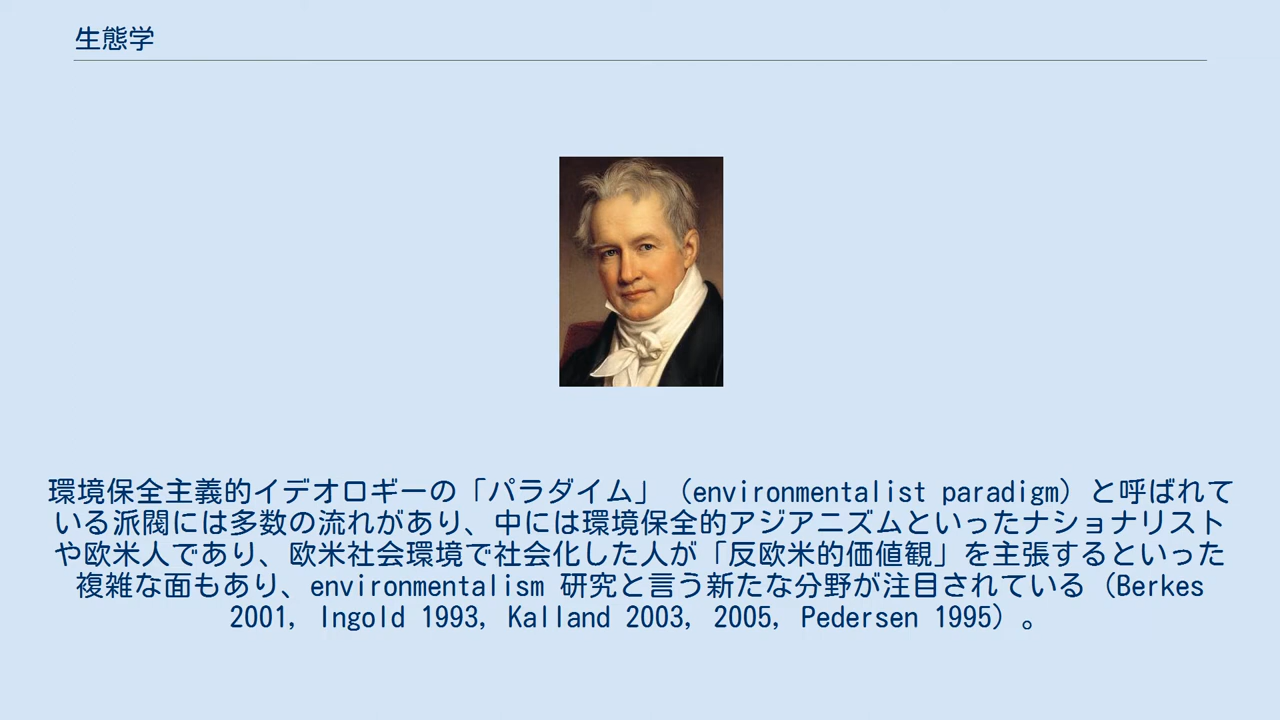 生態学
環境保全主義的イデオロギーの「パラダイム」（environmentalist paradigm）と呼ばれて
いる派閥には多数の流れがあり、中には環境保全的アジアニズムといったナショナリスト
や欧米人であり、欧米社会環境で社会化した人が「反欧米的価値観」を主張するといった
複雑な面もあり、environmentalism 研究と言う新たな分野が注目されている（Berkes
2001, Ingold 1993, Kalland 2003, 2005, Pedersen 1995）。